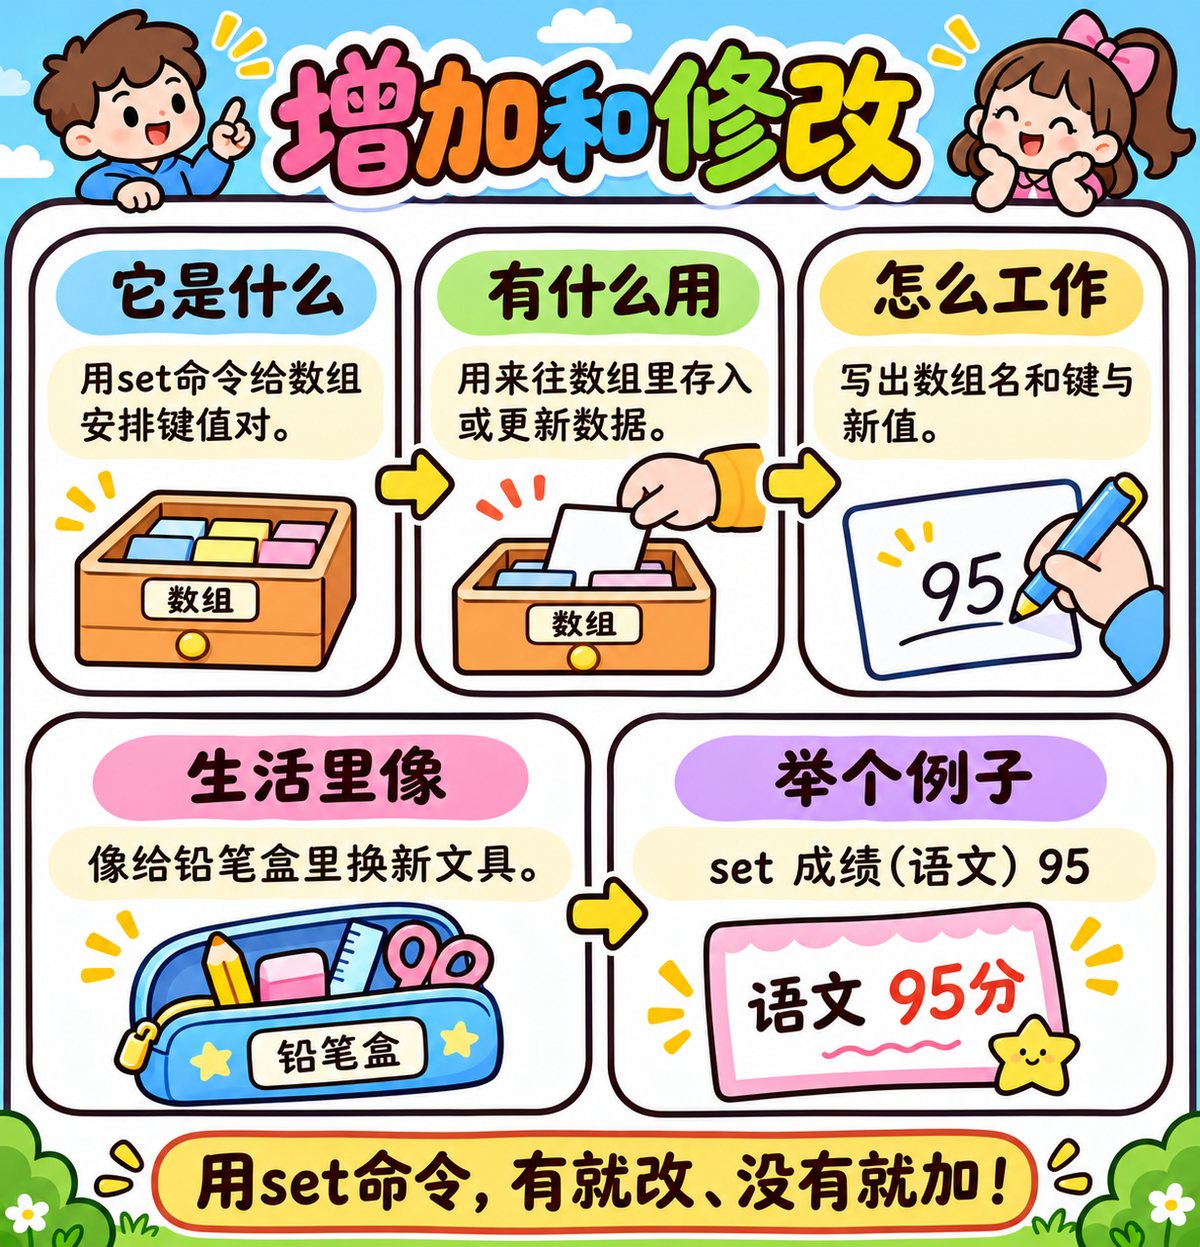 增加和修改
它是什么
用set命令给数组
安排键值对。
数组
有什么用
用来往数组里存入
或更新数据。
数组
怎么工作
写出数组名和键与
新值。
95
生活里像
像给铅笔盒里换新文具。
铅笔盒
举个例子
set 成绩(语文) 95
语文 95分
用set命令,有就改、没有就加!